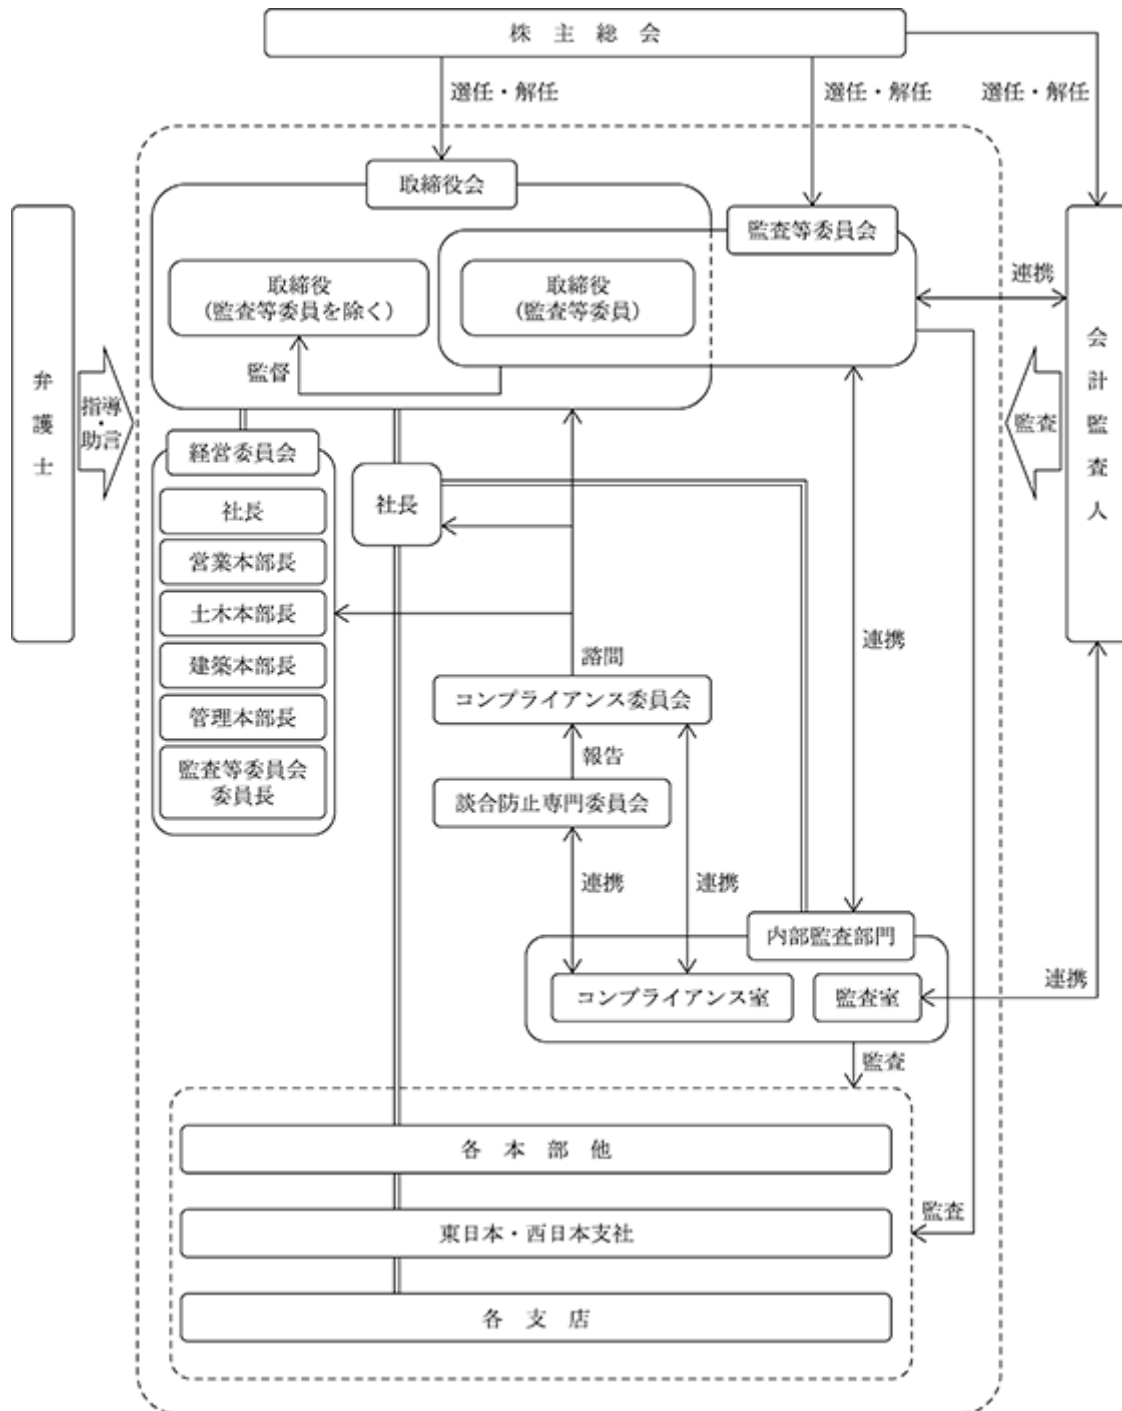 株主総会
選任・解任
選任・解任
選任・解任
取締役会
監査等委員会
取締役
(監査等委員を除く)
取締役
(監査等委員)
監督
連携
弁護士
指導
・
助言
会計監査人
監査
経営委員会
社長
営業本部長
土木本部長
建築本部長
管理本部長
監査等委員会
委員長
社長
連携
諮問
コンプライアンス委員会
報告
談合防止専門委員会
連携
連携
内部監査部門
コンプライアンス室
監査室
連携
監査
各本部他
東日本・西日本支社
各支店
監査